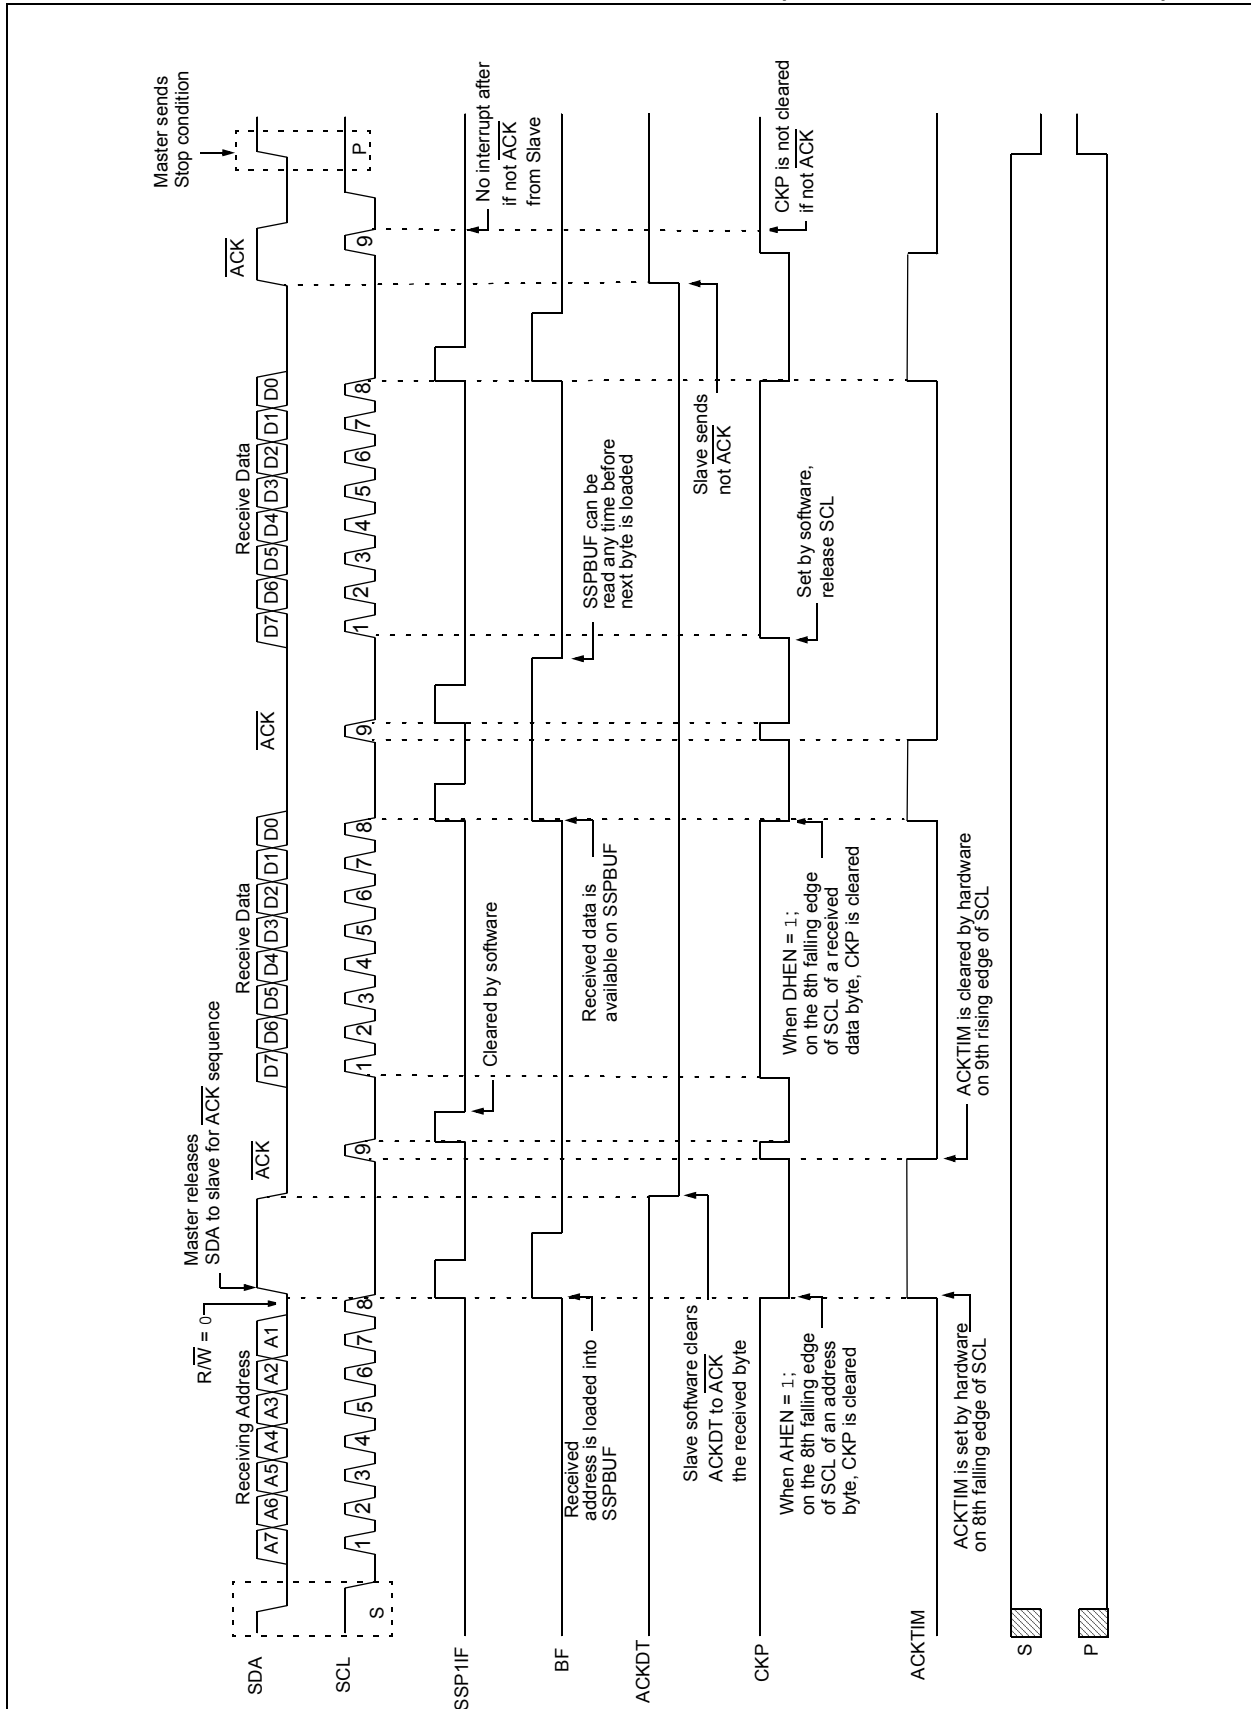 Master sends
Stop condition
Master releases
SDA to slave for ACK sequence
R/W = 0
Receiving Address
ACK
Receive Data
ACK
Receive Data
ACK
SDA
A7 A6 A5 A4 A3 A2 A1
D7 D6 D5 D4 D3 D2 D1 D0
D7 D6 D5 D4 D3 D2 D1 D0
SCL
S
1 2 3 4 5 6 7 8 9
1 2 3 4 5 6 7 8 9
1 2 3 4 5 6 7 8 9
P
SSP1IF
Cleared by software
No interrupt after
if not ACK
from Slave
BF
Received
address is loaded into
SSPBUF
Received data is
available on SSPBUF
SSPBUF can be
read any time before
next byte is loaded
ACKDT
Slave software clears
ACKDT to ACK
the received byte
Slave sends
not ACK
CKP
When AHEN = 1;
on the 8th falling edge
of SCL of an address
byte, CKP is cleared
When DHEN = 1;
on the 8th falling edge
of SCL of a received
data byte, CKP is cleared
Set by software,
release SCL
CKP is not cleared
if not ACK
ACKTIM
ACKTIM is set by hardware
on 8th falling edge of SCL
ACKTIM is cleared by hardware
on 9th rising edge of SCL
S
P